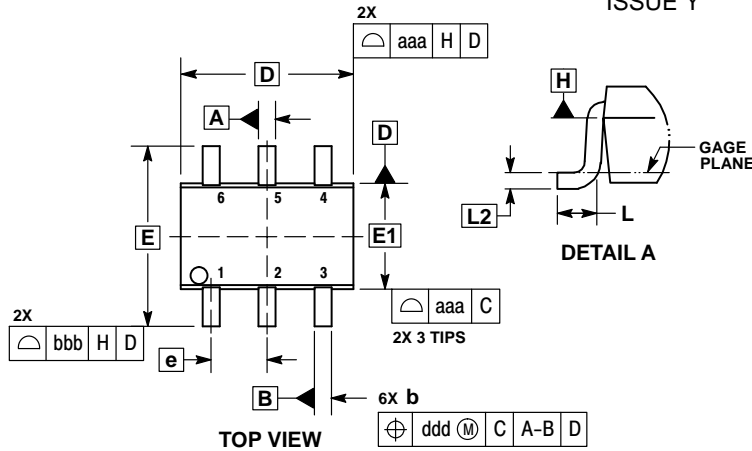 ISSUE Y
2X
⌓ aaa H D
D
A
D
6 5 4
E
E1
1 2 3
⌓ aaa C
2X 3 TIPS
2X
⌓ bbb H D
e
B
6X b
⌖ ddd Ⓜ C A–B D
TOP VIEW
H
GAGE
PLANE
L2
L
DETAIL A